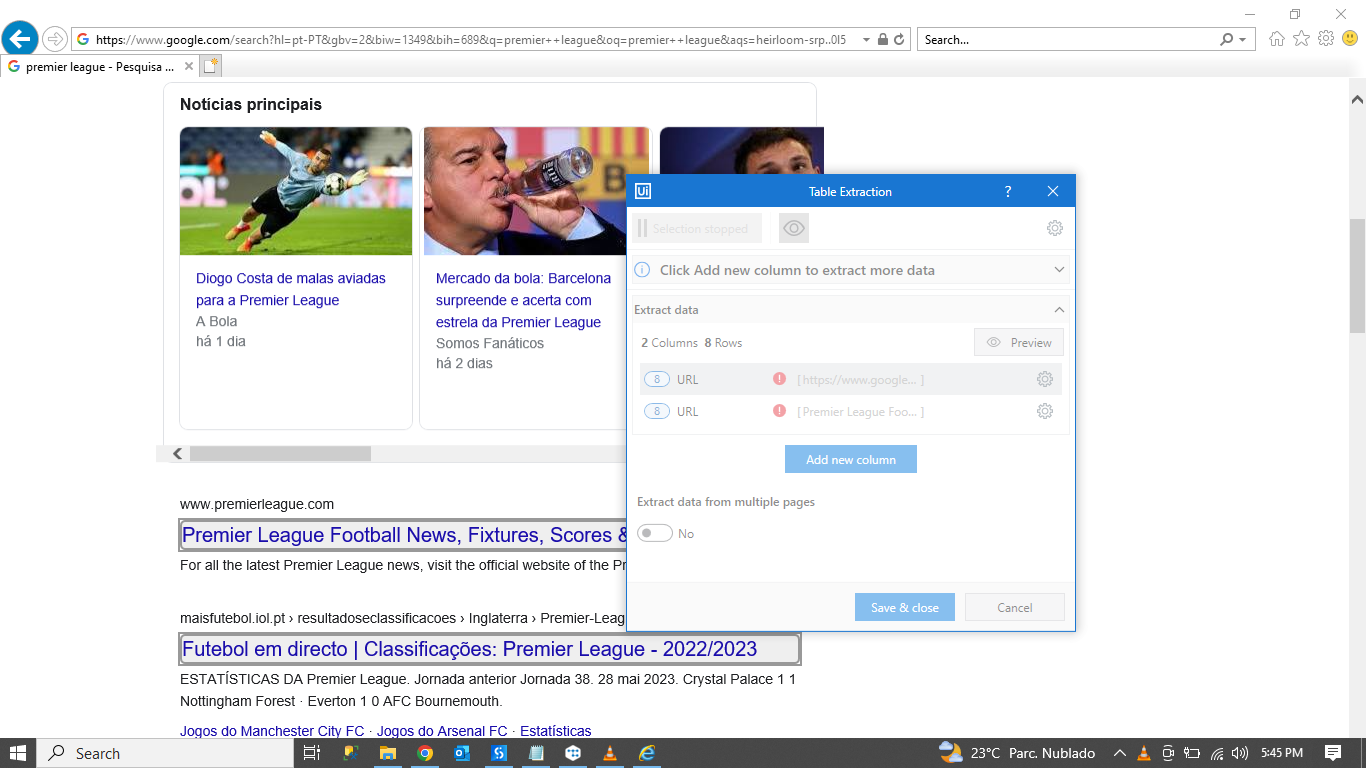 https://www.google.com/search?hl=pt-PT&gbv=2&biw=1349&bih=689&q=premier++league&oq=premier++league&aqs=heirloom-srp..0l5
Search...
premier league - Pesquisa ...
Notícias principais
Diogo Costa de malas aviadas
para a Premier League
A Bola
há 1 dia
Mercado da bola: Barcelona
surpreende e acerta com
estrela da Premier League
Somos Fanáticos
há 2 dias
www.premierleague.com
Premier League Football News, Fixtures, Scores &
For all the latest Premier League news, visit the official website of the Pr
maisfutebol.iol.pt › resultadoseclassificacoes › Inglaterra › Premier-Leag
Futebol em directo | Classificações: Premier League - 2022/2023
ESTATÍSTICAS DA Premier League. Jornada anterior Jornada 38. 28 mai 2023. Crystal Palace 1 1
Nottingham Forest · Everton 1 0 AFC Bournemouth.
Jogos do Manchester City FC · Jogos do Arsenal FC · Estatísticas
Ui Table Extraction ?
Selection stopped
Click Add new column to extract more data
Extract data
2 Columns 8 Rows Preview
8 URL [ https://www.google... ]
8 URL [ Premier League Foo... ]
Add new column
Extract data from multiple pages
No
Save & close Cancel
Search
23°C Parc. Nublado
5:45 PM